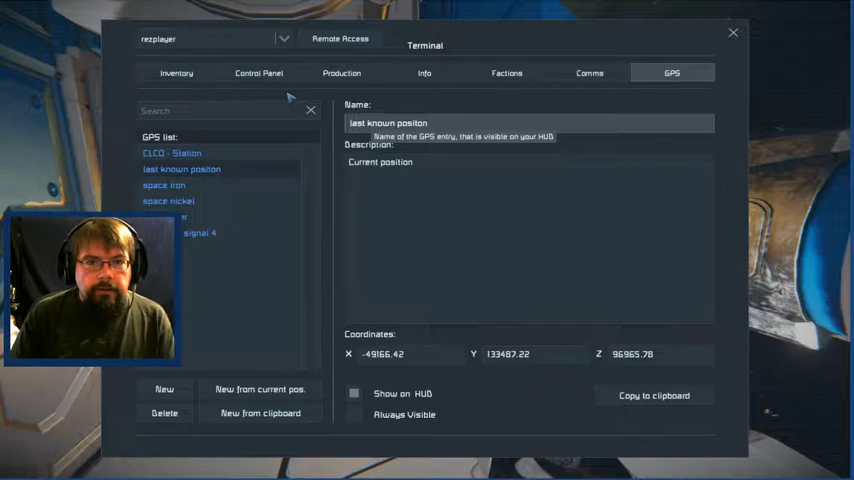 rezplayer
Remote Access
Terminal
Inventory
Control Panel
Production
Info
Factions
Comms
GPS
Search
GPS list:
CLCO - Station
last known positon
space iron
space nickel
er
signal 4
New
New from current pos.
Delete
New from clipboard
Name:
last known positon
Name of the GPS entry, that is visible on your HUD
Description:
Current position
Coordinates:
X -49166.42 Y 133487.22 Z 96965.78
Show on HUD
Always Visible
Copy to clipboard